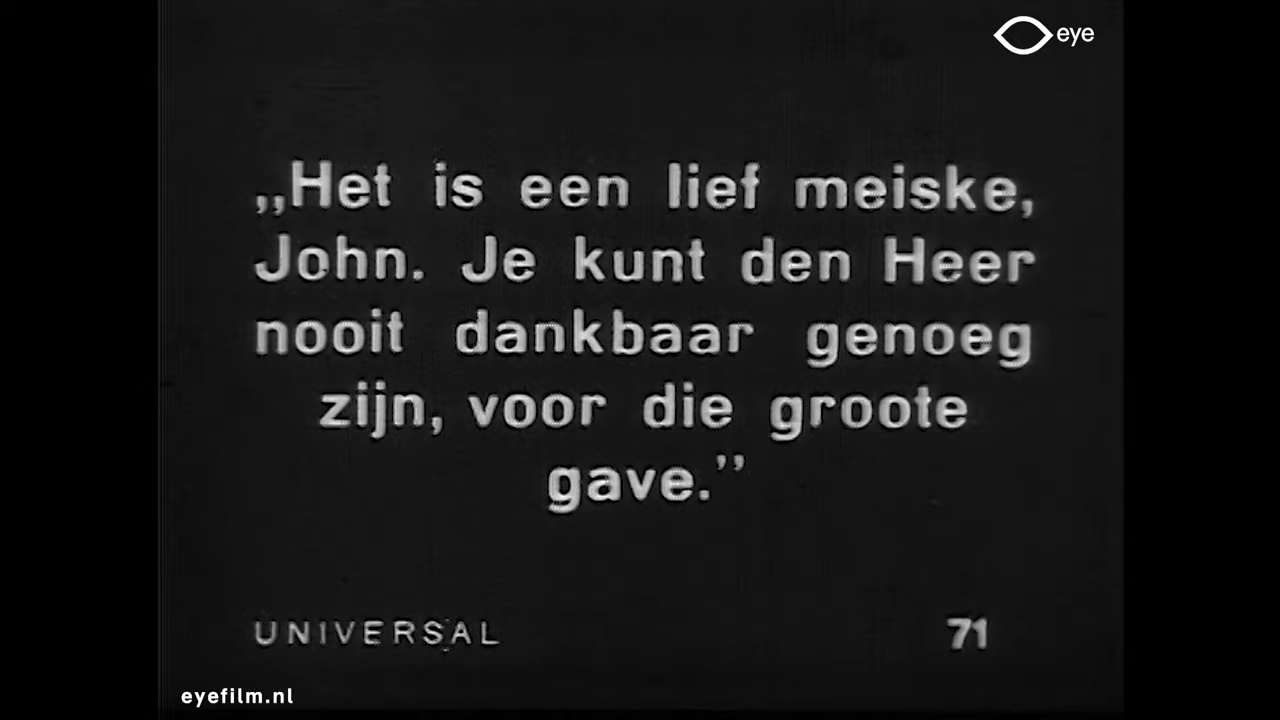 eye
„Het is een lief meiske,
John. Je kunt den Heer
nooit dankbaar genoeg
zijn, voor die groote
gave.”
UNIVERSAL 71
eyefilm.nl